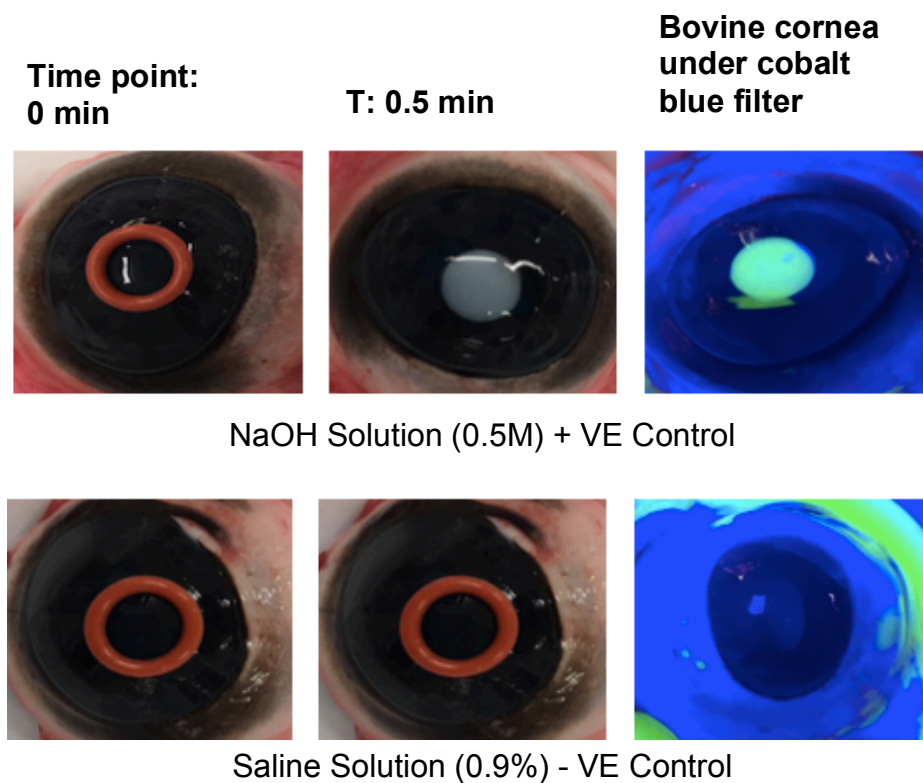 Time point:
0 min
T: 0.5 min
Bovine cornea
under cobalt
blue filter
NaOH Solution (0.5M) + VE Control
Saline Solution (0.9%) - VE Control